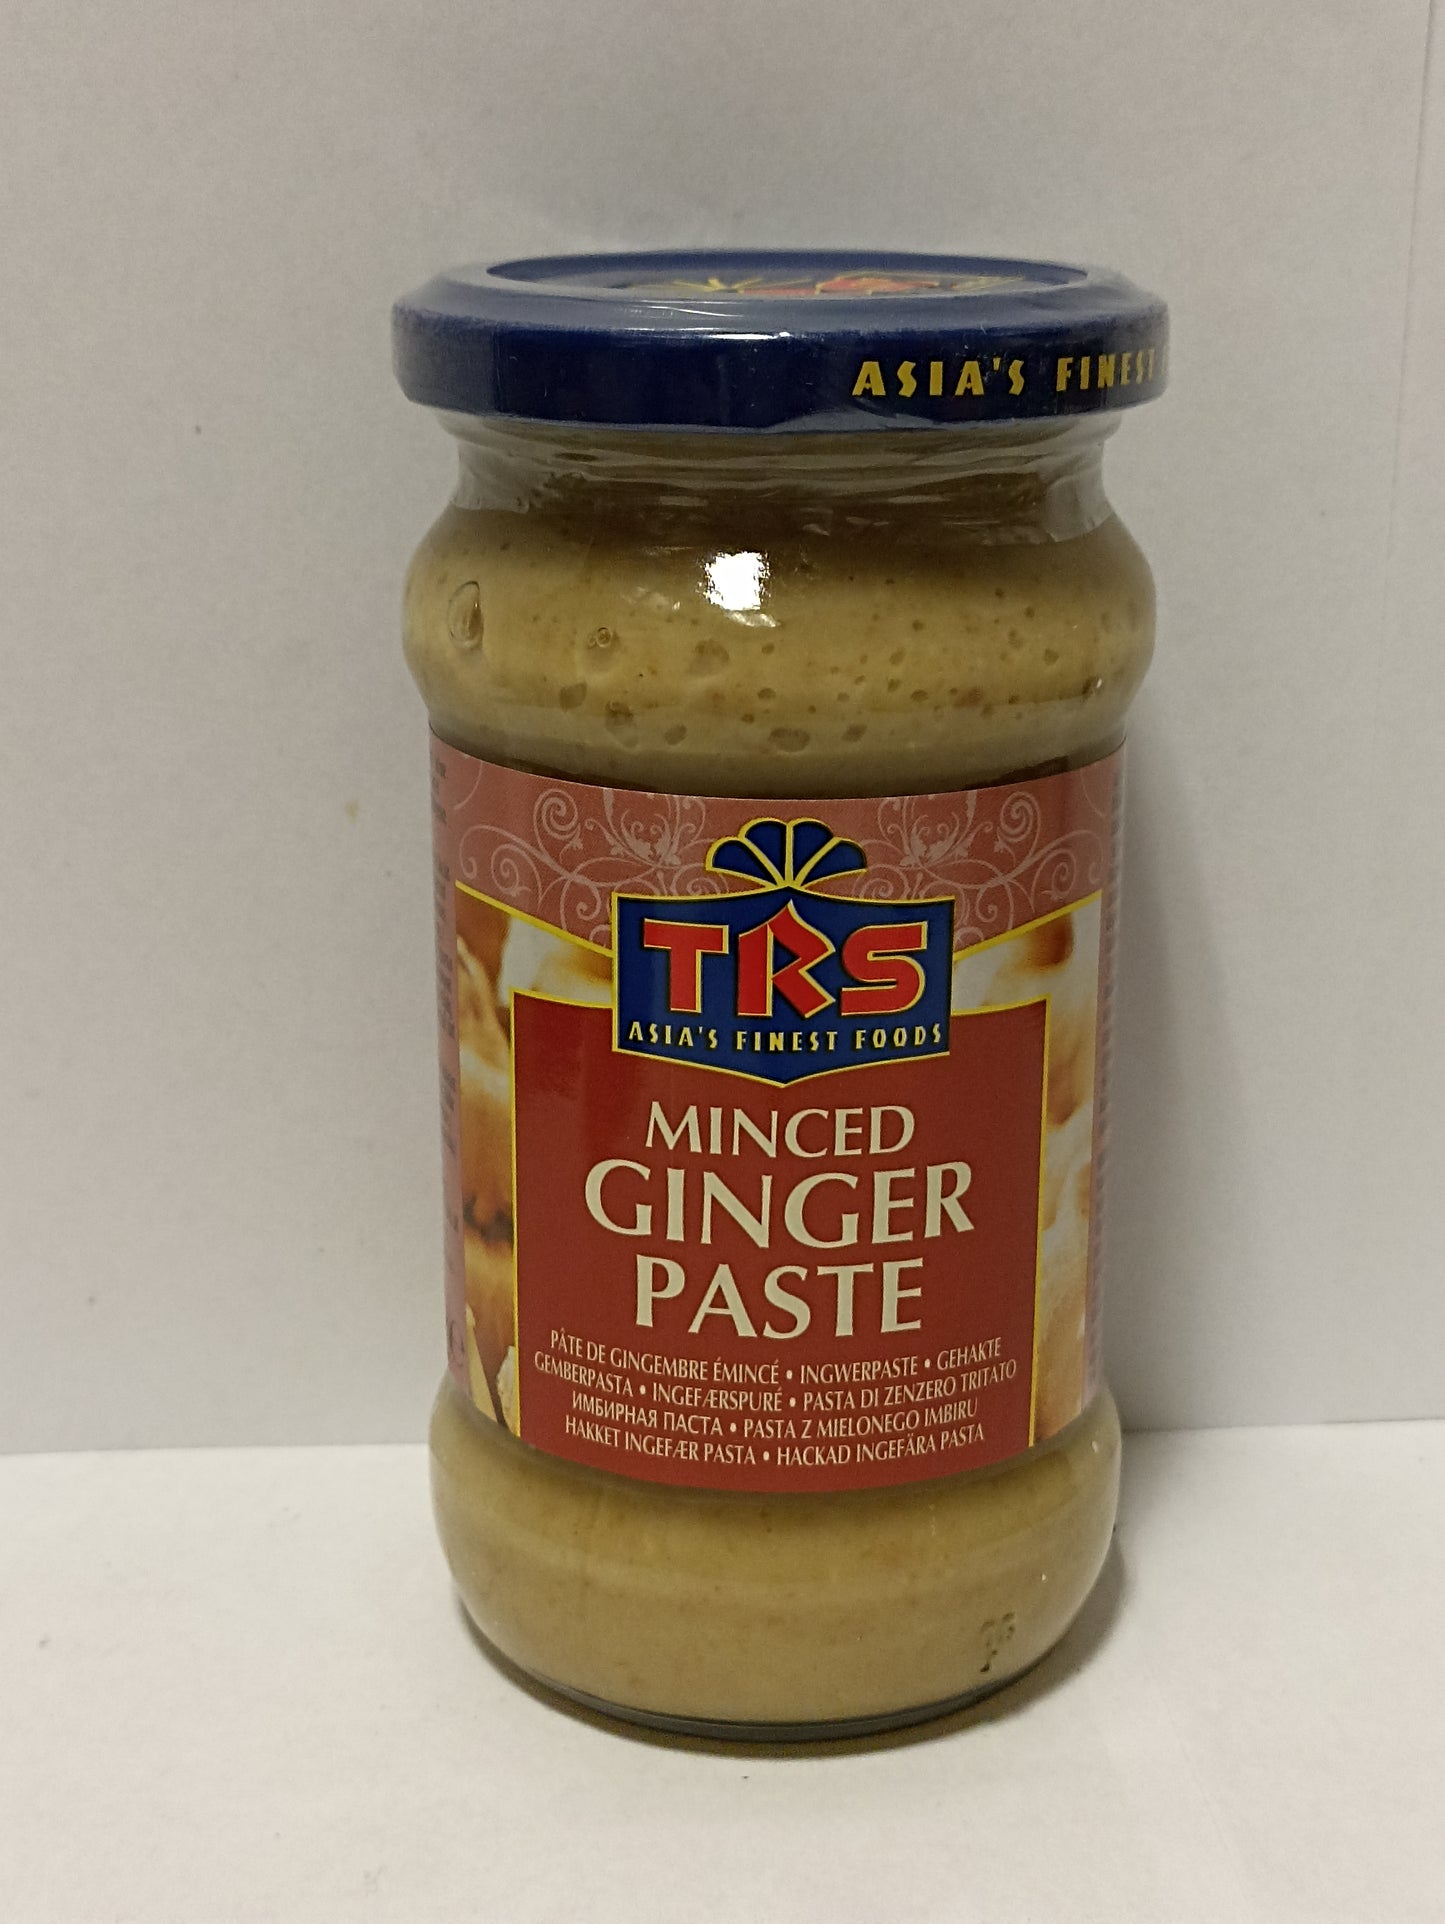 ASIA'S FINEST
TRS
ASIA'S FINEST FOODS
MINCED
GINGER
PASTE
PÂTE DE GINGEMBRE ÉMINCÉ • INGWERPASTE • GEHAKTE
GEMBERPASTA • INGEFÆRSPURÉ • PASTA DI ZENZERO TRITATO
ИМБИРНАЯ ПАСТА • PASTA Z MIELONEGO IMBIRU
HAKKET INGEFÆR PASTA • HACKAD INGEFÄRA PASTA